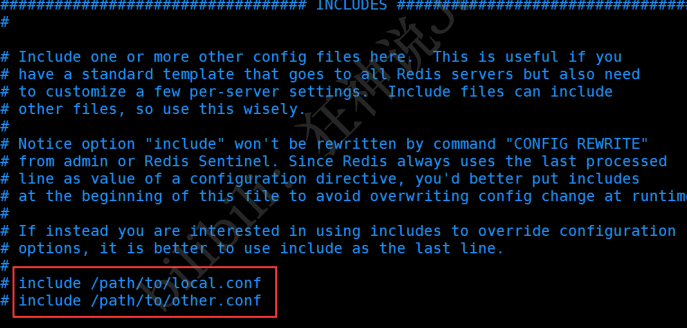 ################################## INCLUDES ################################
#
# Include one or more other config files here.  This is useful if you
# have a standard template that goes to all Redis servers but also need
# to customize a few per-server settings.  Include files can include
# other files, so use this wisely.
#
# Notice option "include" won't be rewritten by command "CONFIG REWRITE"
# from admin or Redis Sentinel. Since Redis always uses the last processed
# line as value of a configuration directive, you'd better put includes
# at the beginning of this file to avoid overwriting config change at runtime
#
# If instead you are interested in using includes to override configuration
# options, it is better to use include as the last line.
#
# include /path/to/local.conf
# include /path/to/other.conf
bilibili: 狂神说J